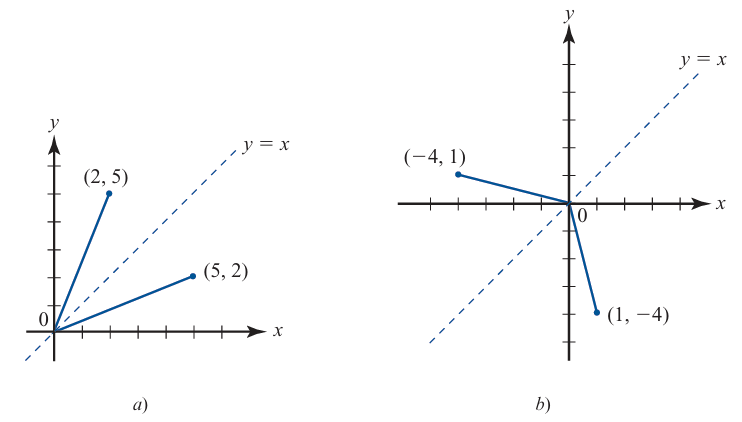 y
y = x
(2, 5)
(5, 2)
0
x
a)
y
y = x
(−4, 1)
x
0
(1, −4)
b)